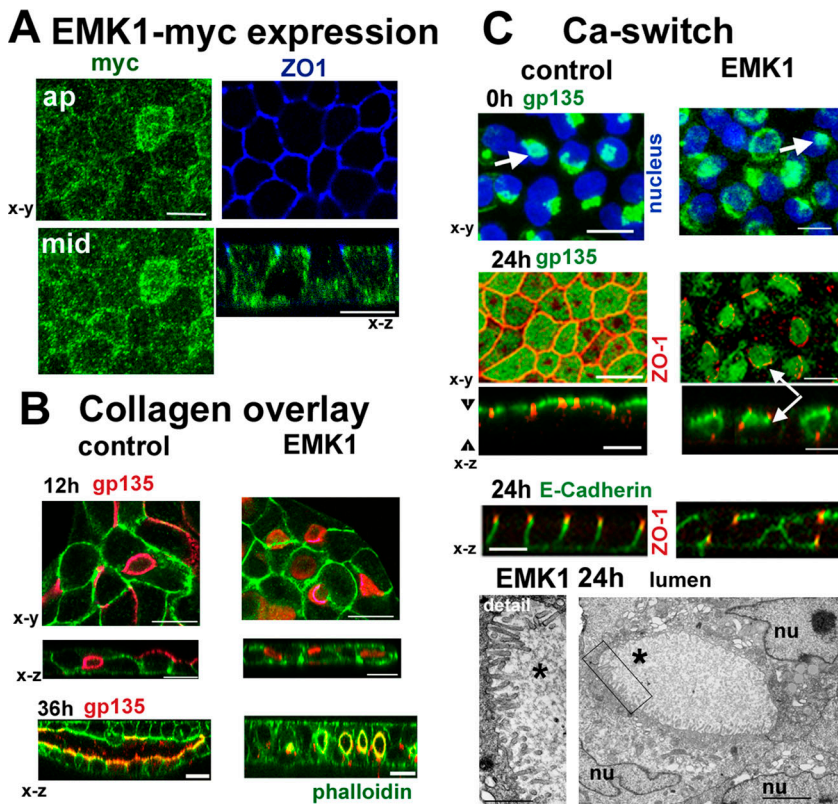 A EMK1-myc expression
myc ZO1
ap
x-y
mid
x-z
B Collagen overlay
control EMK1
12h gp135
x-y
x-z
36h gp135
phalloidin
x-z
C Ca-switch
control EMK1
0h gp135
nucleus
x-y
24h gp135
ZO-1
x-y
x-z
24h E-Cadherin
ZO-1
x-z
EMK1 24h lumen
detail
*
*
nu
nu
nu